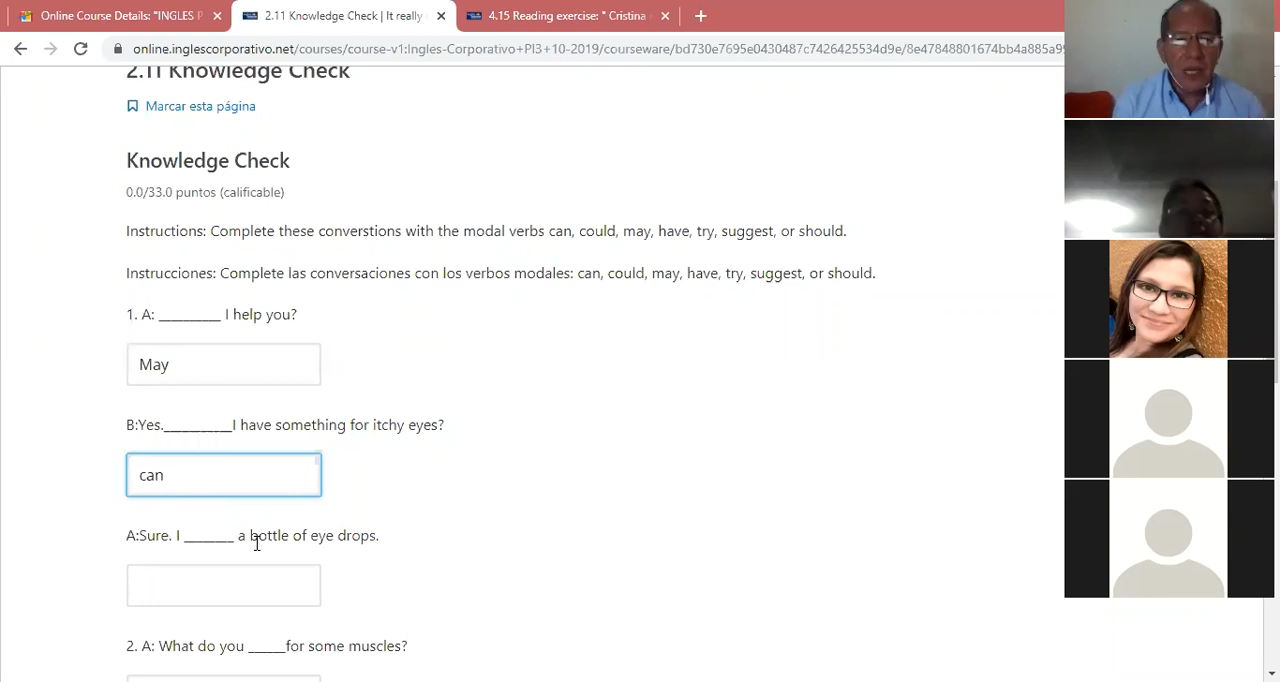 Online Course Details: "INGLES P
2.11 Knowledge Check | It really
4.15 Reading exercise: " Cristina
online.inglescorporativo.net/courses/course-v1:Ingles-Corporativo+PI3+10-2019/courseware/bd730e7695e0430487c7426425534d9e/8e47848801674bb4a885a99
2.11 Knowledge Check
Marcar esta página
Knowledge Check
0.0/33.0 puntos (calificable)
Instructions: Complete these converstions with the modal verbs can, could, may, have, try, suggest, or should.
Instrucciones: Complete las conversaciones con los verbos modales: can, could, may, have, try, suggest, or should.
1. A: _________ I help you?
May
B:Yes.__________I have something for itchy eyes?
can
A:Sure. I _______ a bottle of eye drops.
2. A: What do you _____for some muscles?